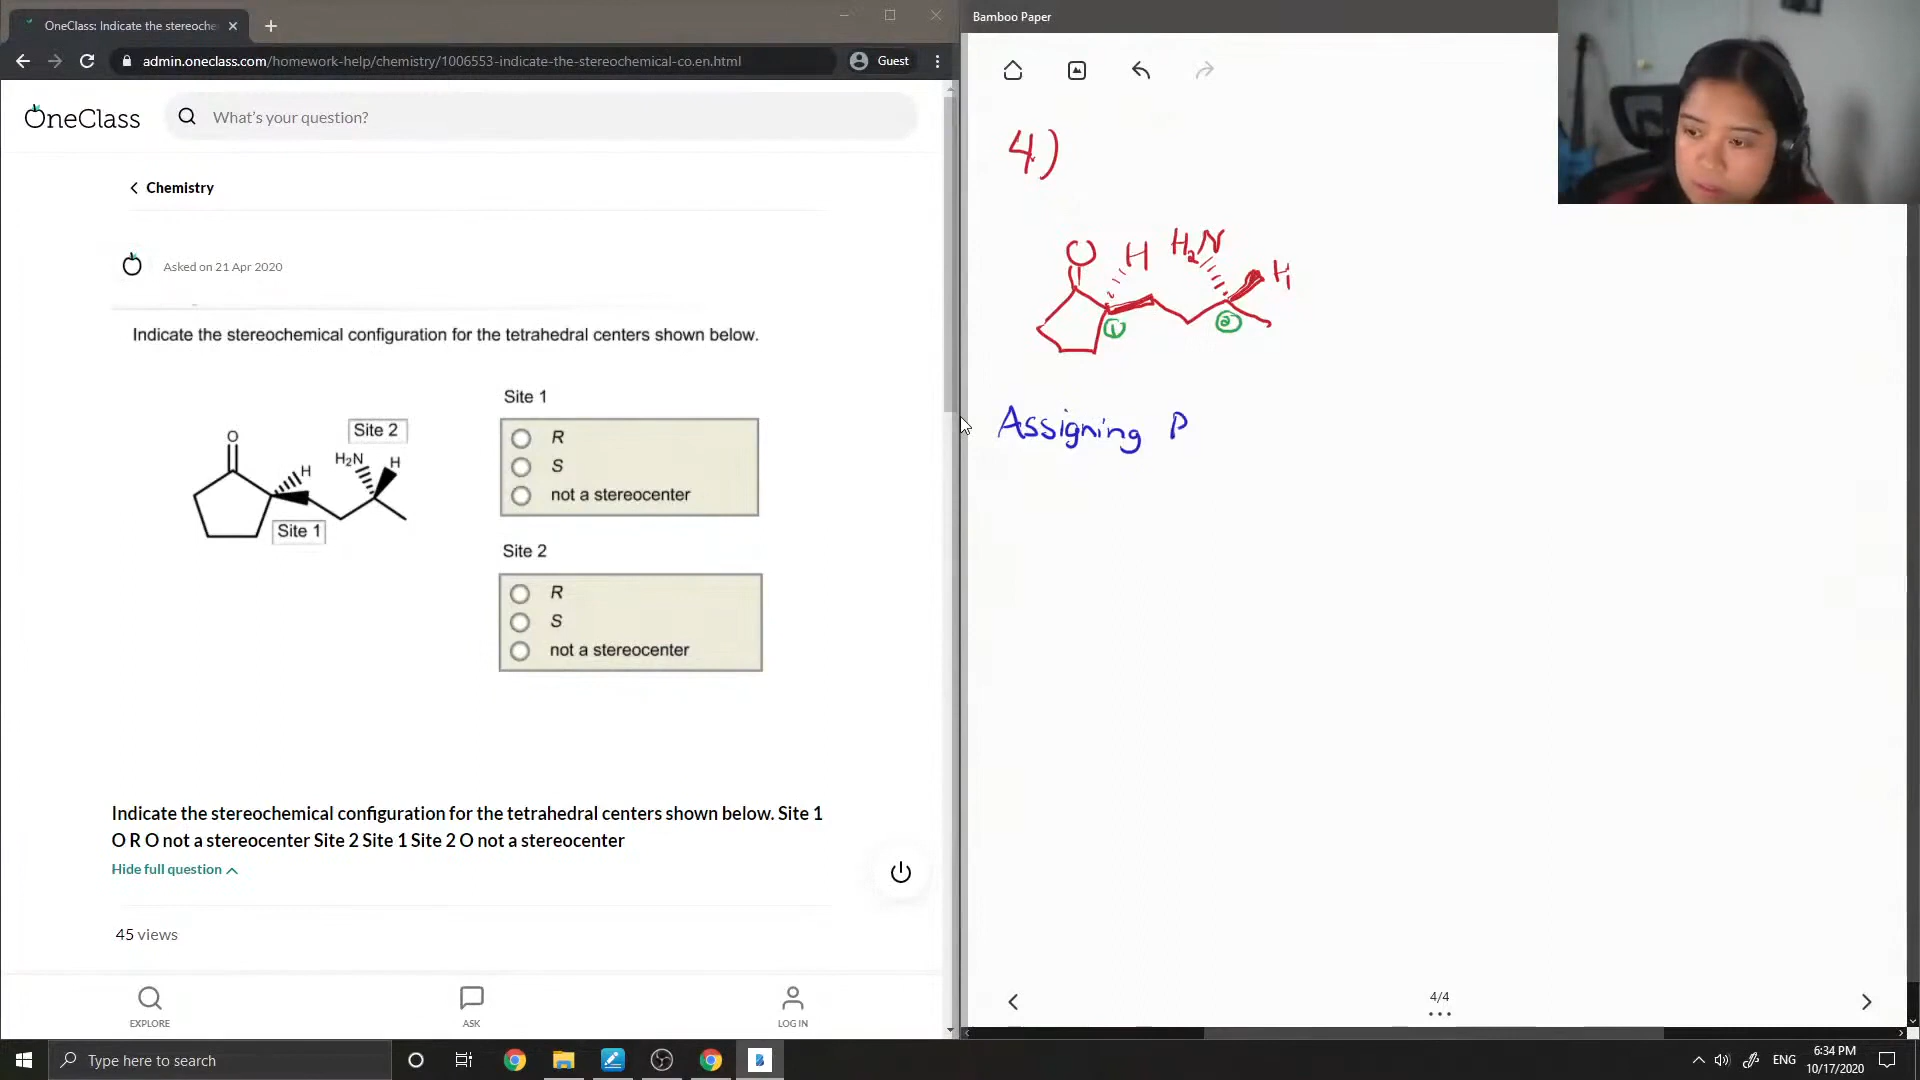 OneClass: Indicate the stereoche
admin.oneclass.com/homework-help/chemistry/1006553-indicate-the-stereochemical-co.en.html
Guest
OneClass
What's your question?
Chemistry
Asked on 21 Apr 2020
Indicate the stereochemical configuration for the tetrahedral centers shown below.
O
H
H₂N
H
Site 1
Site 2
Site 1
R
S
not a stereocenter
Site 2
R
S
not a stereocenter
Indicate the stereochemical configuration for the tetrahedral centers shown below. Site 1
O R O not a stereocenter Site 2 Site 1 Site 2 O not a stereocenter
Hide full question
45 views
EXPLORE
ASK
LOG IN
Bamboo Paper
4.)
O
H
H₂N
H
1
2
Assigning P
4/4
Type here to search
ENG
6:34 PM
10/17/2020